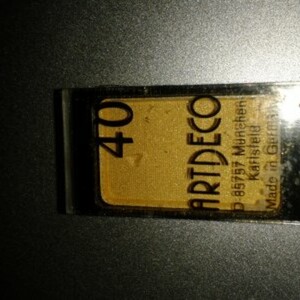 40
ARTDECO
D-85757 München
Karlsfeld
Made in Germany